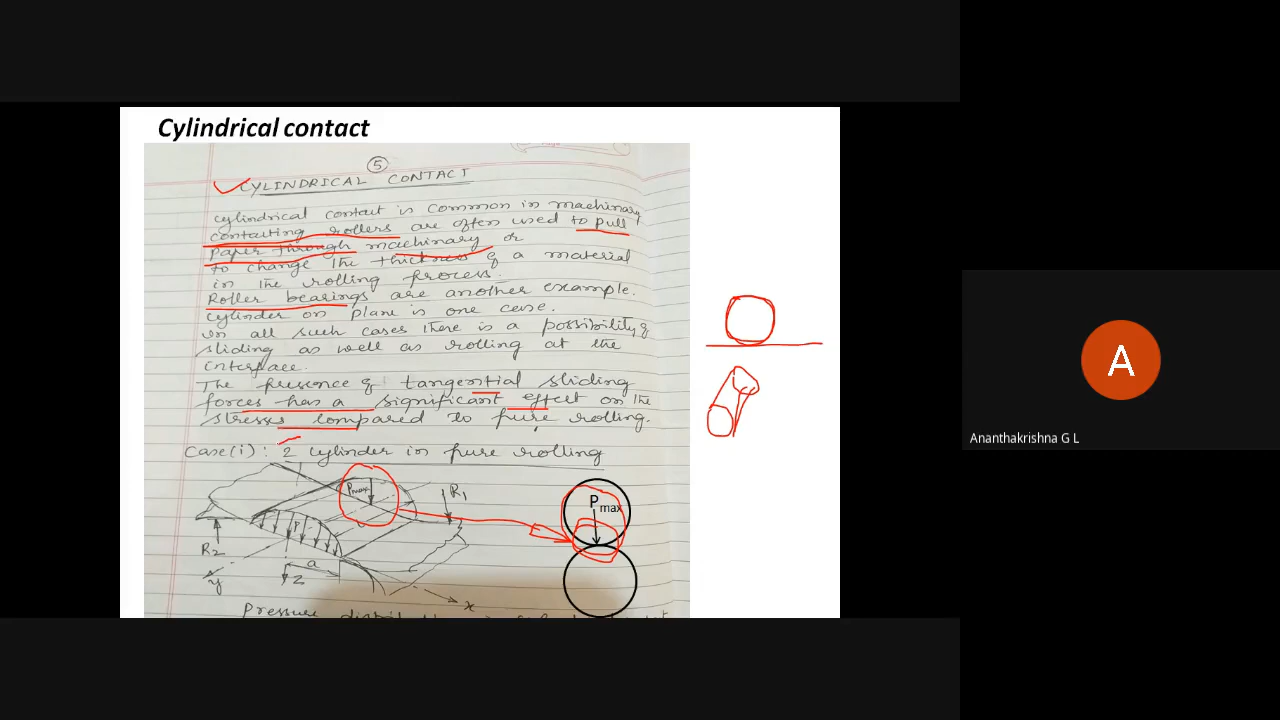 Cylindrical contact
5
CYLINDRICAL CONTACT
cylindrical contact is common in machinary
contacting rollers are often used to pull
paper through machinary or
to change the thickness of a material
in the rolling process.
Roller bearings are another example.
cylinder on plane is one case.
in all such cases there is a possibility of
sliding as well as rolling at the
interface.
The presence of tangential sliding
forces has a significant effect on the
stresses compared to pure rolling.
Case(i): 2 cylinder in pure rolling
Pmax
R1
P
R2
a
y
z
x
Pmax
Pressure
A
Ananthakrishna G L